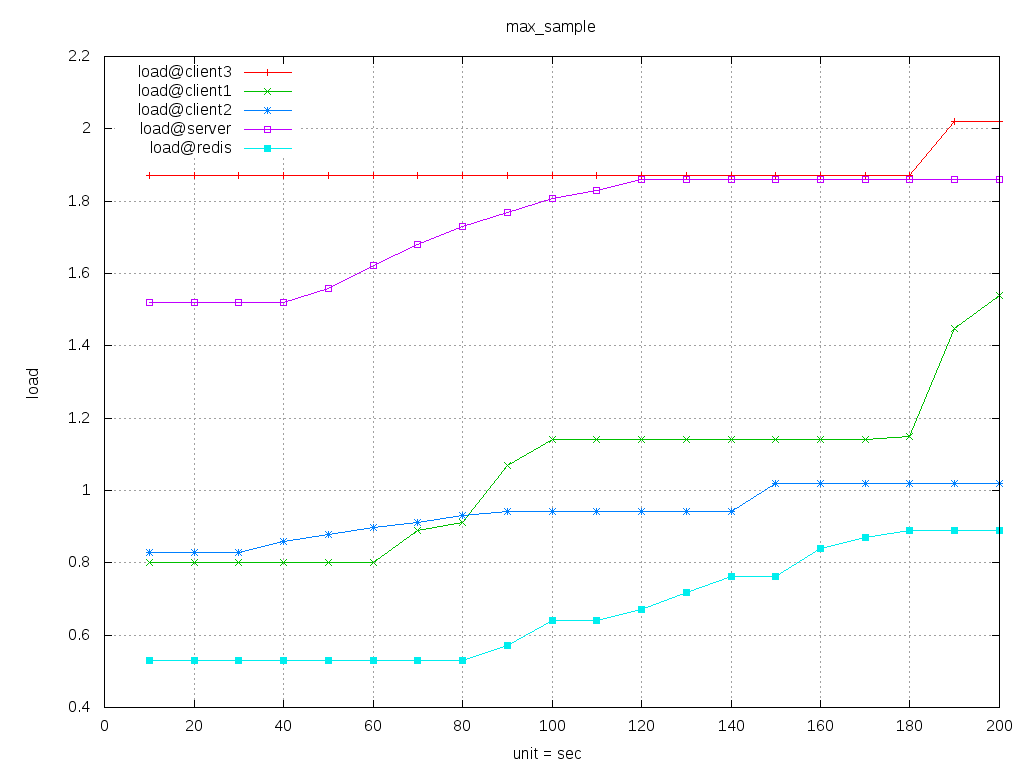 max_sample
load@client3
load@client1
load@client2
load@server
load@redis
2.2
2
1.8
1.6
1.4
1.2
1
0.8
0.6
0.4
load
0 20 40 60 80 100 120 140 160 180 200
unit = sec